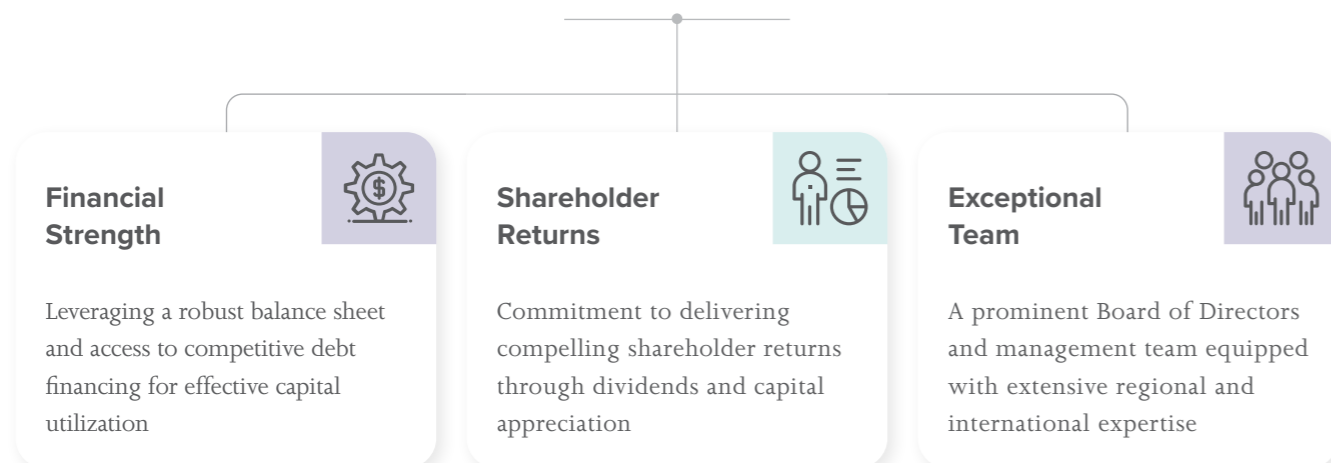 Financial
Strength
Leveraging a robust balance sheet
and access to competitive debt
financing for effective capital
utilization
Shareholder
Returns
Commitment to delivering
compelling shareholder returns
through dividends and capital
appreciation
Exceptional
Team
A prominent Board of Directors
and management team equipped
with extensive regional and
international expertise